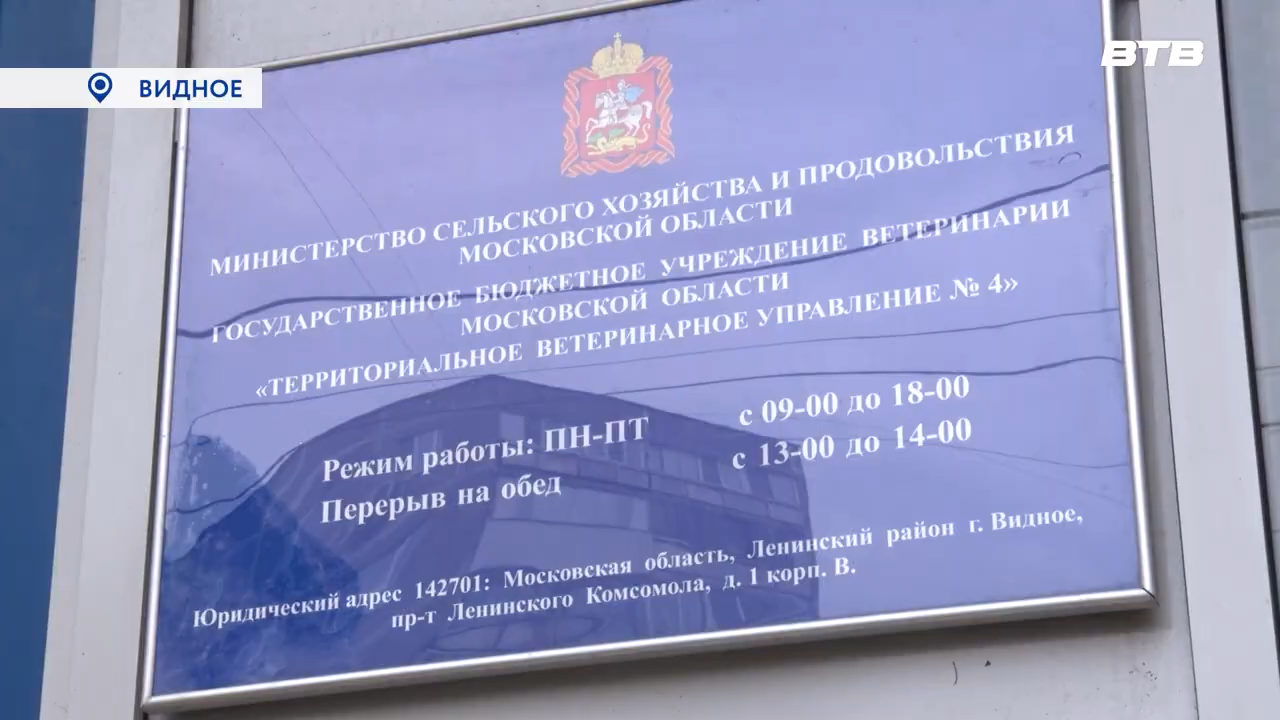 ВТВ
ВИДНОЕ
МИНИСТЕРСТВО СЕЛЬСКОГО ХОЗЯЙСТВА И ПРОДОВОЛЬСТВИЯ
МОСКОВСКОЙ ОБЛАСТИ
ГОСУДАРСТВЕННОЕ БЮДЖЕТНОЕ УЧРЕЖДЕНИЕ ВЕТЕРИНАРИИ
МОСКОВСКОЙ ОБЛАСТИ
«ТЕРРИТОРИАЛЬНОЕ ВЕТЕРИНАРНОЕ УПРАВЛЕНИЕ № 4»
Режим работы: ПН-ПТ с 09-00 до 18-00
Перерыв на обед с 13-00 до 14-00
Юридический адрес 142701: Московская область, Ленинский район г. Видное,
пр-т Ленинского Комсомола, д. 1 корп. В.